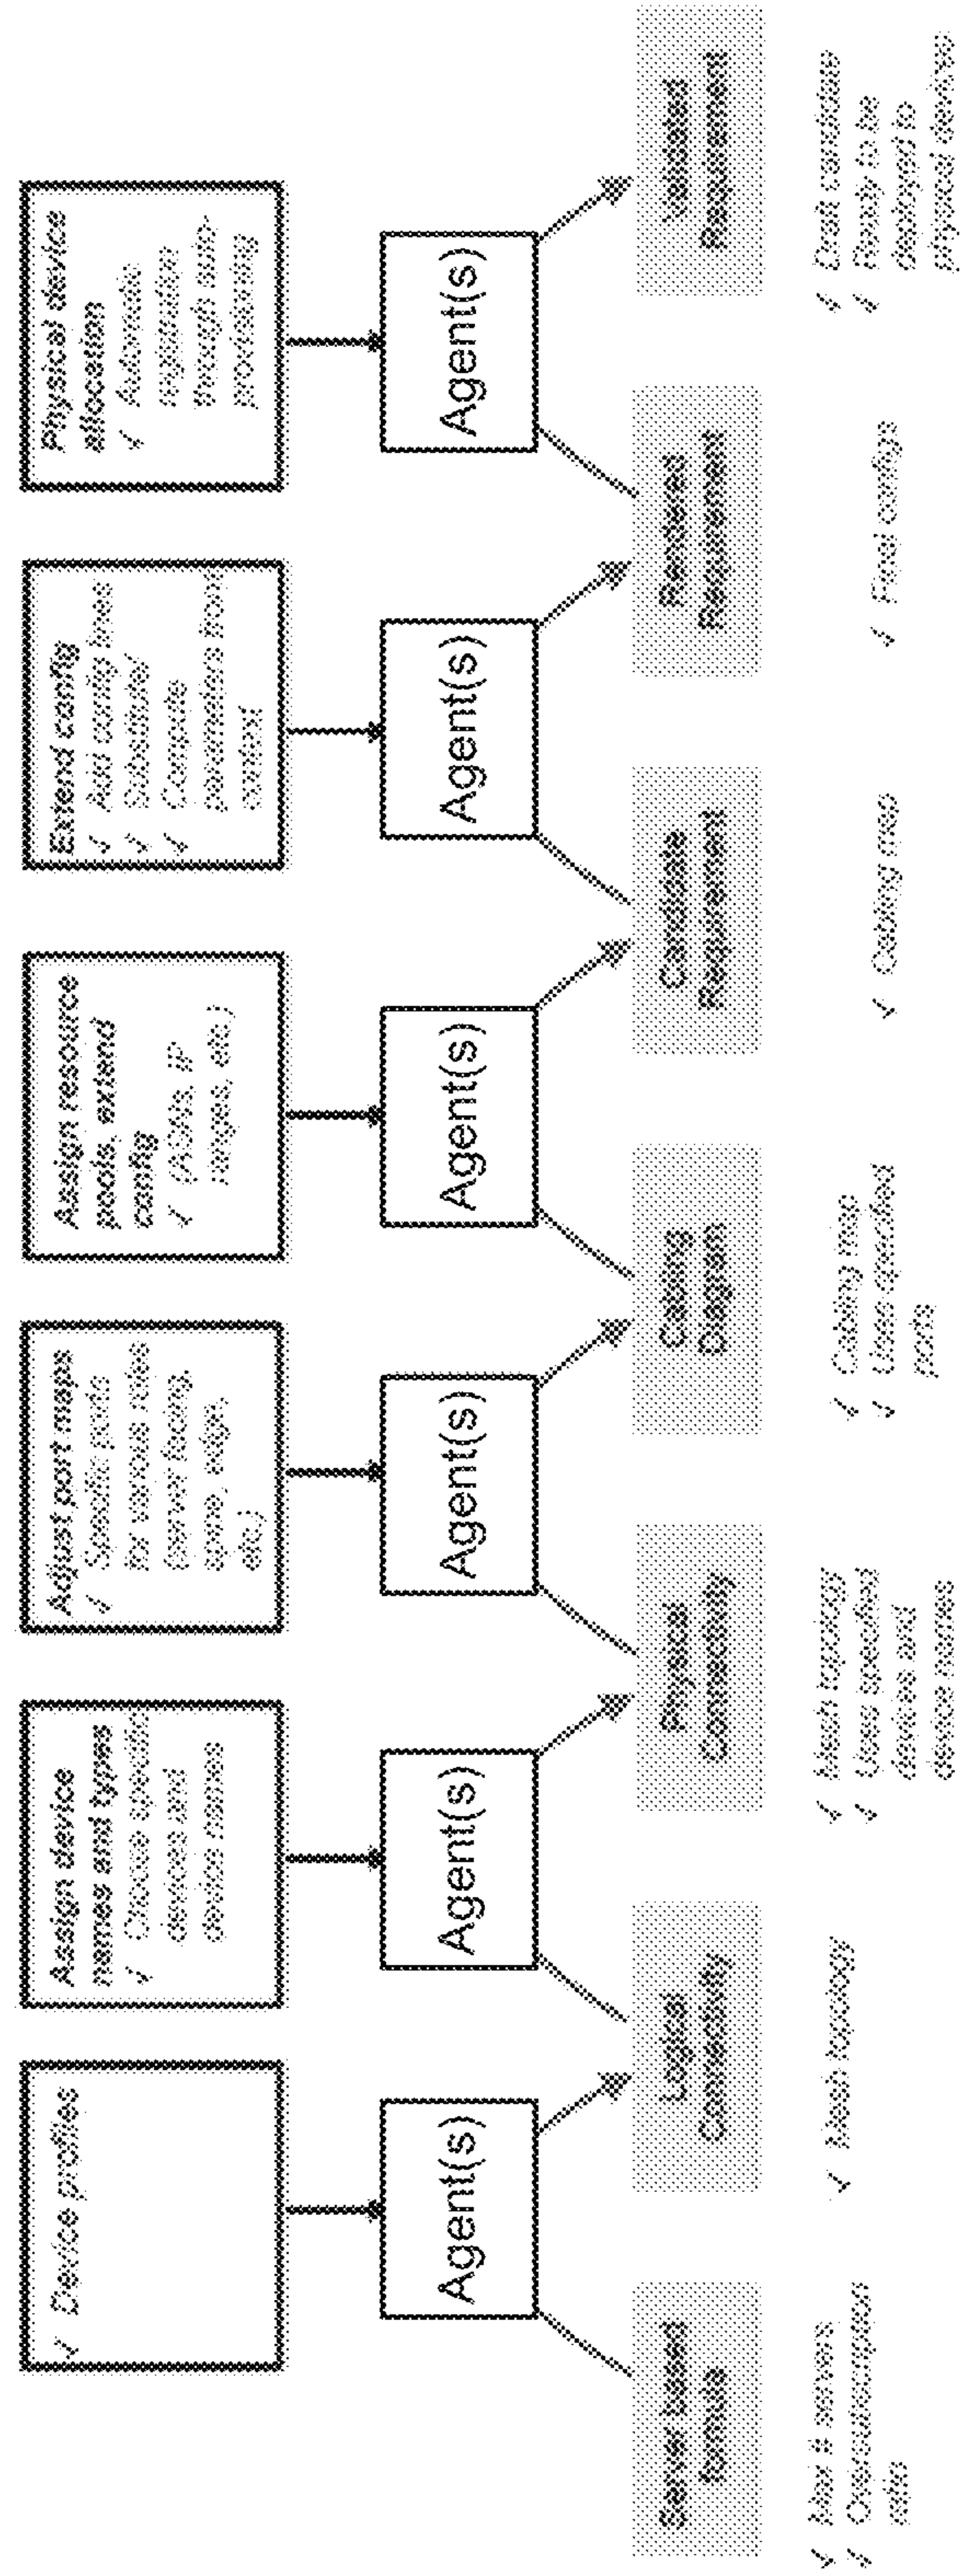 ✓ Device profiles
Assign device
names and types
✓ Choose specific
devices and
device names
Adjust port maps
✓ Specific ports
for various roles
(server facing,
spine, edge,
etc.)
Assign resource
pools, extend
config
✓ (ASNs, IP
ranges, etc.)
Extend config
✓ Add config lines
✓ Substitute/
✓ Compute
parameters from
context
Physical device
allocation
✓ Automatic
registration
through auto-
processing
Agent(s)
Agent(s)
Agent(s)
Agent(s)
Agent(s)
Agent(s)
Server based
formula
Logical
Connectivity
Physical
Connectivity
Cabling
Diagram
Candidate
Requirement
Rendered
Requirement
Validated
Requirement
✓ Max # servers
✓ Oversubscription
ratio
✓ Mesh topology
✓ Mesh topology
✓ Uses specified
devices and
device names
✓ Cabling map
✓ Uses specified
ports
✓ Cabling map
✓ Final configs
✓ Draft candidate
✓ Ready to be
deployed to
physical devices